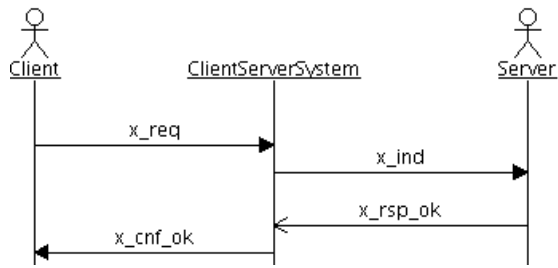 Client
ClientServerSystem
Server
x_req
x_ind
x_rsp_ok
x_cnf_ok